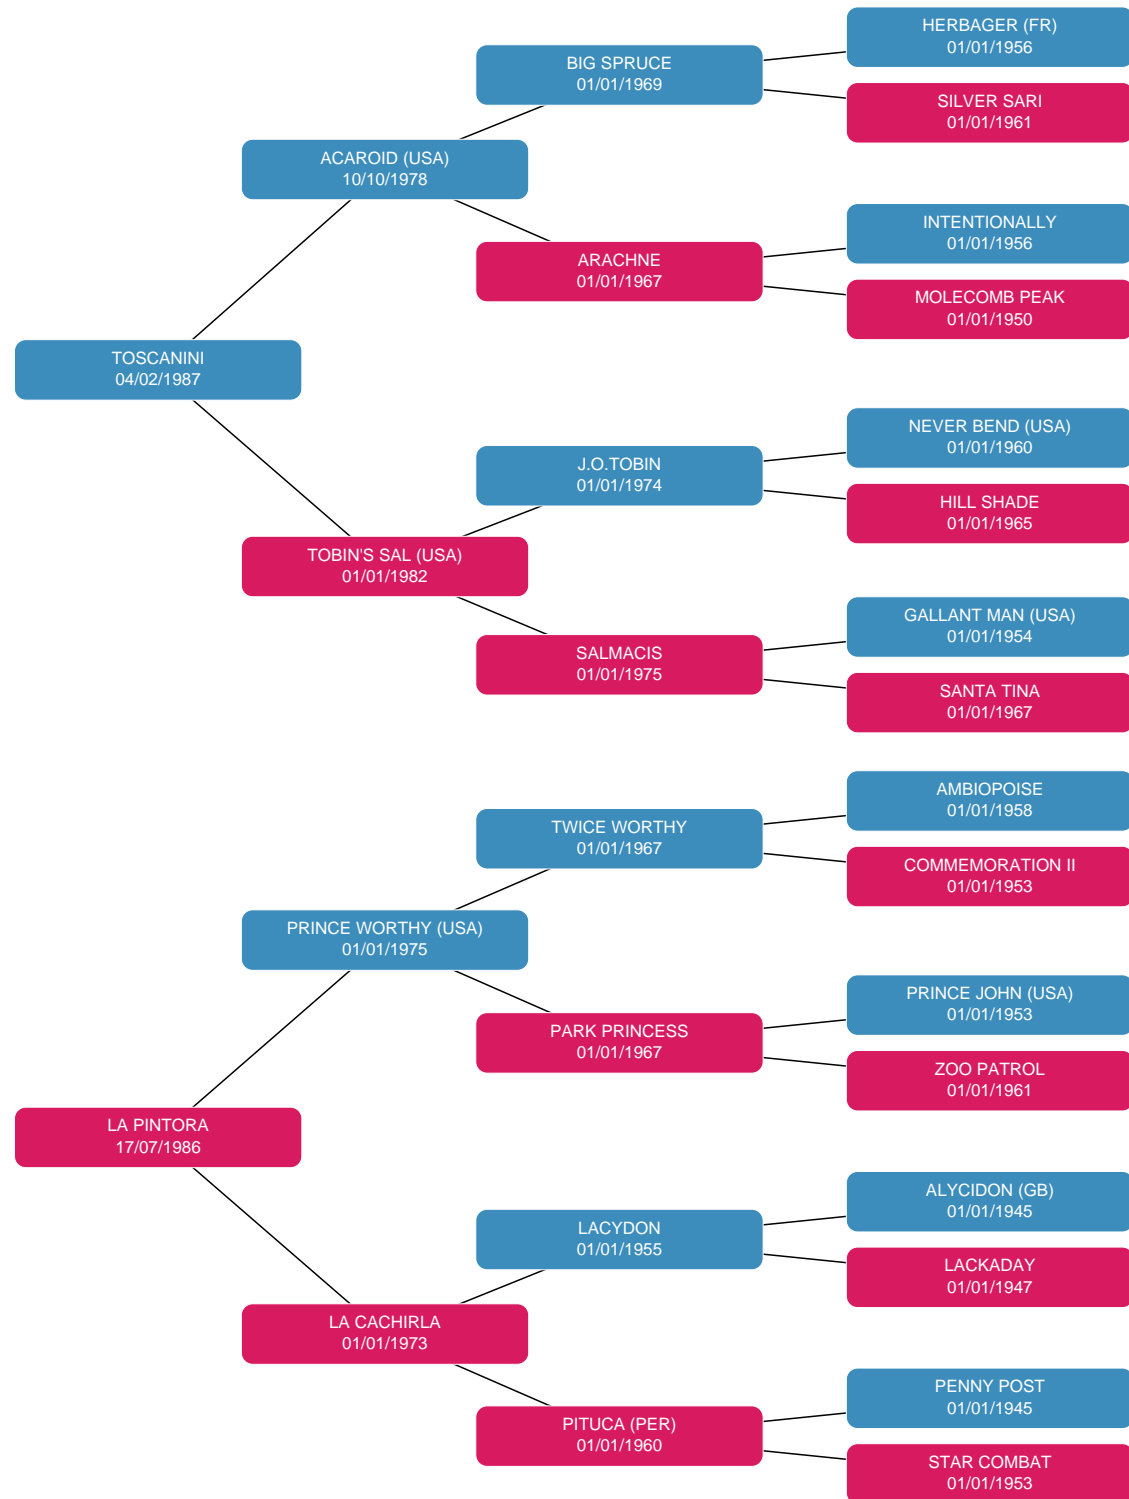 HERBAGER (FR)
01/01/1956
BIG SPRUCE
01/01/1969
SILVER SARI
01/01/1961
ACAROID (USA)
10/10/1978
INTENTIONALLY
01/01/1956
ARACHNE
01/01/1967
MOLECOMB PEAK
01/01/1950
TOSCANINI
04/02/1987
NEVER BEND (USA)
01/01/1960
J.O.TOBIN
01/01/1974
HILL SHADE
01/01/1965
TOBIN'S SAL (USA)
01/01/1982
GALLANT MAN (USA)
01/01/1954
SALMACIS
01/01/1975
SANTA TINA
01/01/1967
AMBIOPOISE
01/01/1958
TWICE WORTHY
01/01/1967
COMMEMORATION II
01/01/1953
PRINCE WORTHY (USA)
01/01/1975
PRINCE JOHN (USA)
01/01/1953
PARK PRINCESS
01/01/1967
ZOO PATROL
01/01/1961
LA PINTORA
17/07/1986
ALYCIDON (GB)
01/01/1945
LACYDON
01/01/1955
LACKADAY
01/01/1947
LA CACHIRLA
01/01/1973
PENNY POST
01/01/1945
PITUCA (PER)
01/01/1960
STAR COMBAT
01/01/1953